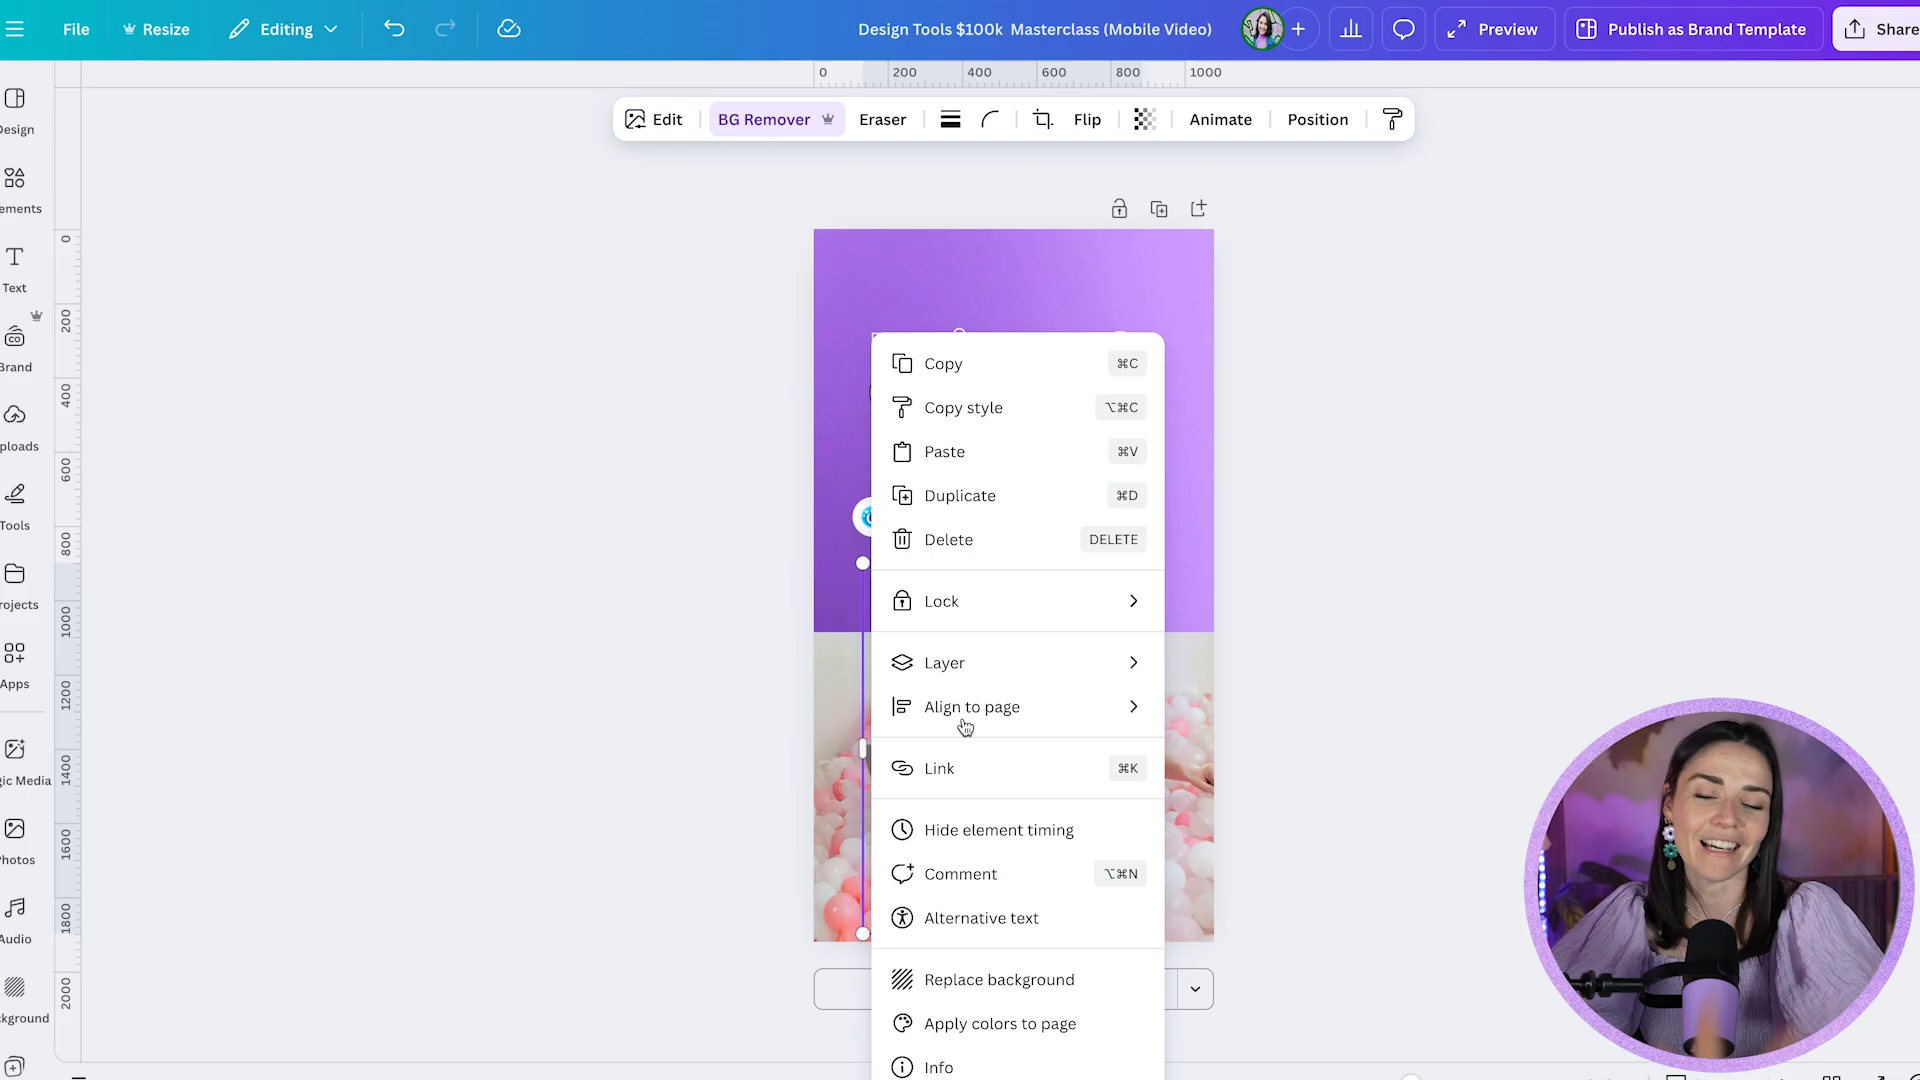 File
Resize
Editing
Design Tools $100k Masterclass (Mobile Video)
Preview
Publish as Brand Template
Share
0 200 400 600 800 1000
Edit
BG Remover
Eraser
Flip
Animate
Position
esign
ements
Text
Brand
ploads
Tools
rojects
Apps
gic Media
Photos
Audio
kground
0
200
400
600
800
1000
1200
1400
1600
1800
2000
Copy ⌘C
Copy style ⌥⌘C
Paste ⌘V
Duplicate ⌘D
Delete DELETE
Lock
Layer
Align to page
Link ⌘K
Hide element timing
Comment ⌥⌘N
Alternative text
Replace background
Apply colors to page
Info